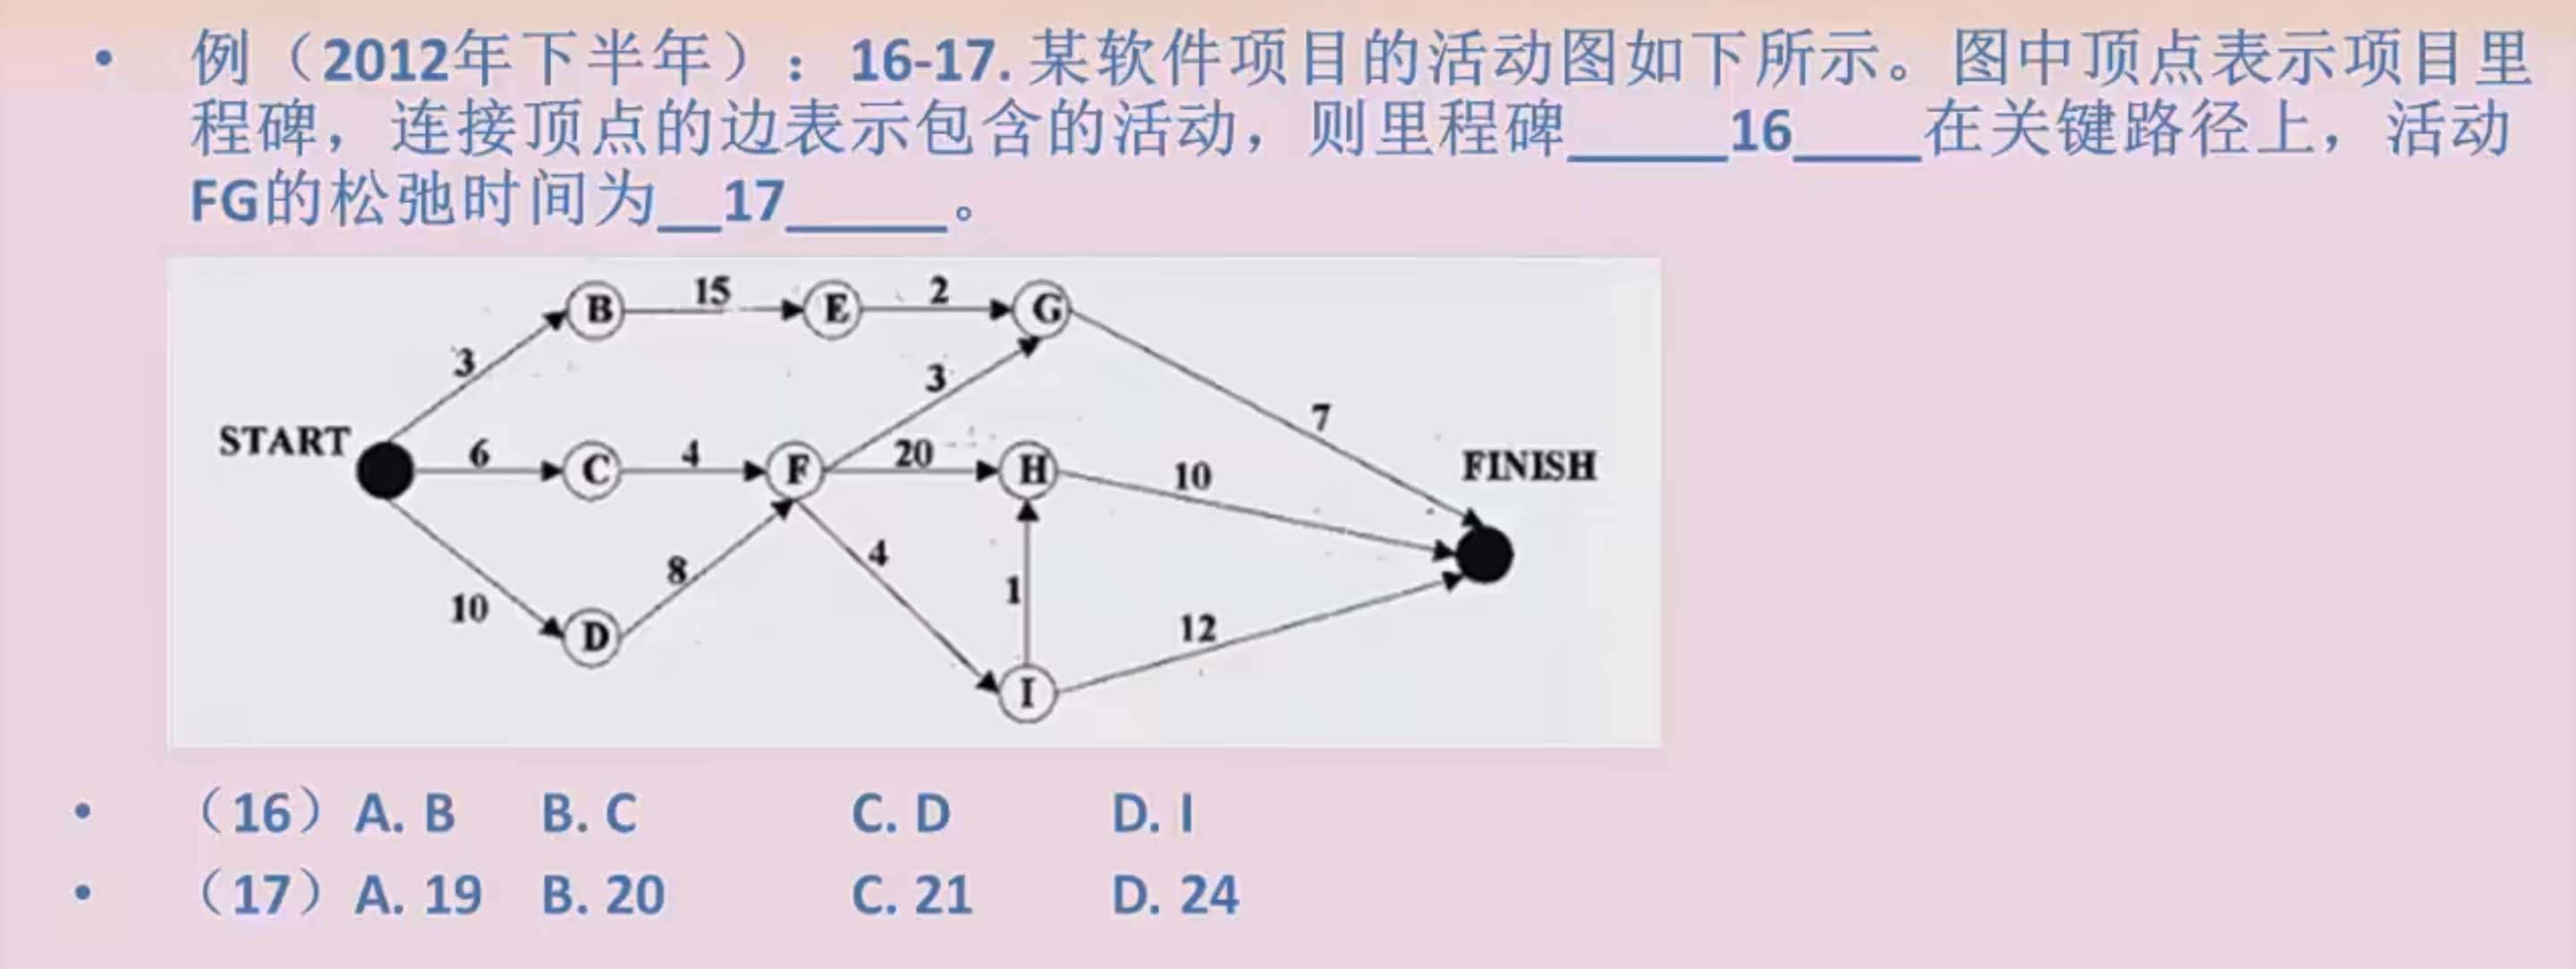 • 例（2012年下半年）：16-17. 某软件项目的活动图如下所示。图中顶点表示项目里
程碑，连接顶点的边表示包含的活动，则里程碑_____16____在关键路径上，活动
FG的松弛时间为__17_____。
B 15 E 2 G
3
3
7
START
6 C 4 F 20 H 10
FINISH
8
4
1
10
D
12
I
• （16）A. B B. C C. D D. I
• （17）A. 19 B. 20 C. 21 D. 24